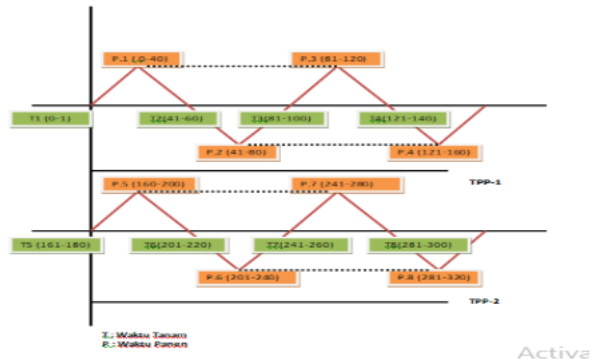 P.1 (0-40) P.3 (81-120)
T1 (0-1) T2(41-60) T3(81-100) T4(121-140)
P.2 (41-80) P.4 (121-160)
TPP-1
P.5 (160-200) P.7 (241-280)
T5 (161-180) T6(201-220) T7(241-260) T8(281-300)
P.6 (201-240) P.8 (281-320)
TPP-2
T : Waktu Tanam
P : Waktu Panen
Activa